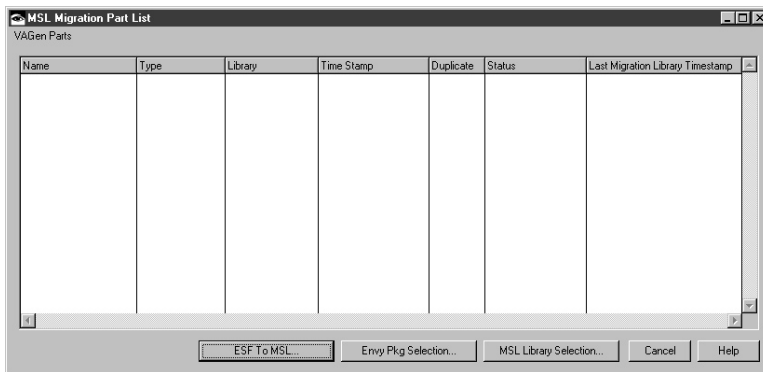 MSL Migration Part List
VAGen Parts
Name Type Library Time Stamp Duplicate Status Last Migration Library Timestamp
ESF To MSL... Envy Pkg Selection... MSL Library Selection... Cancel Help